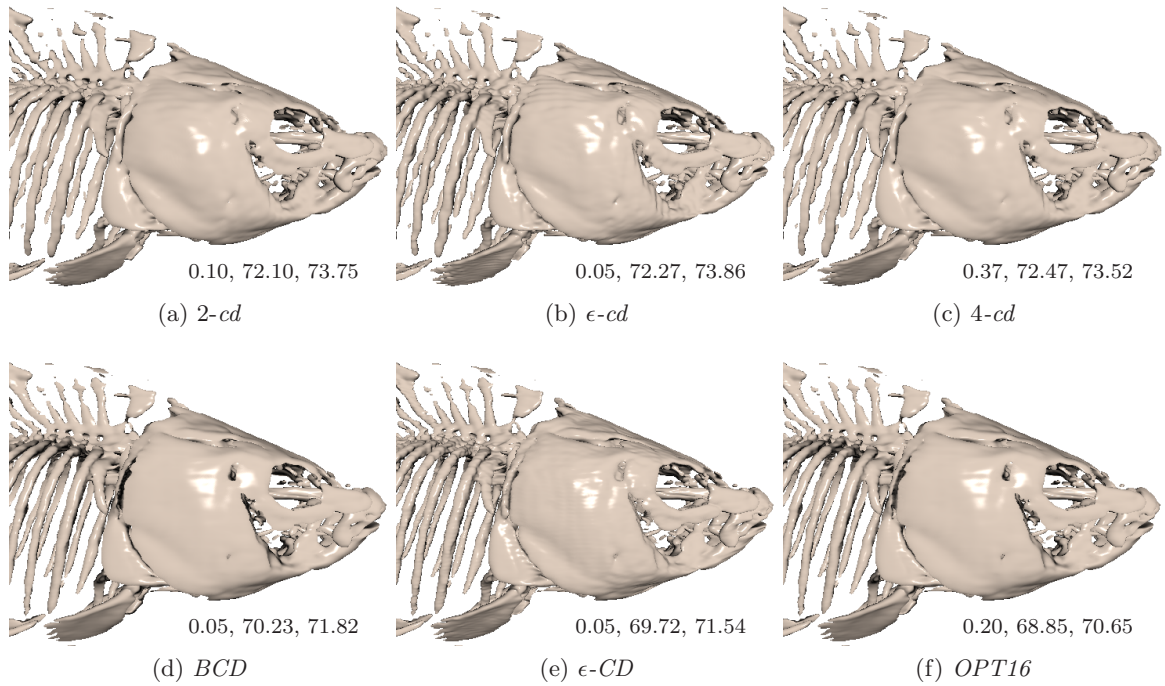 0.10, 72.10, 73.75
0.05, 72.27, 73.86
0.37, 72.47, 73.52
(a) 2-cd
(b) ϵ-cd
(c) 4-cd
0.05, 70.23, 71.82
0.05, 69.72, 71.54
0.20, 68.85, 70.65
(d) BCD
(e) ϵ-CD
(f) OPT16